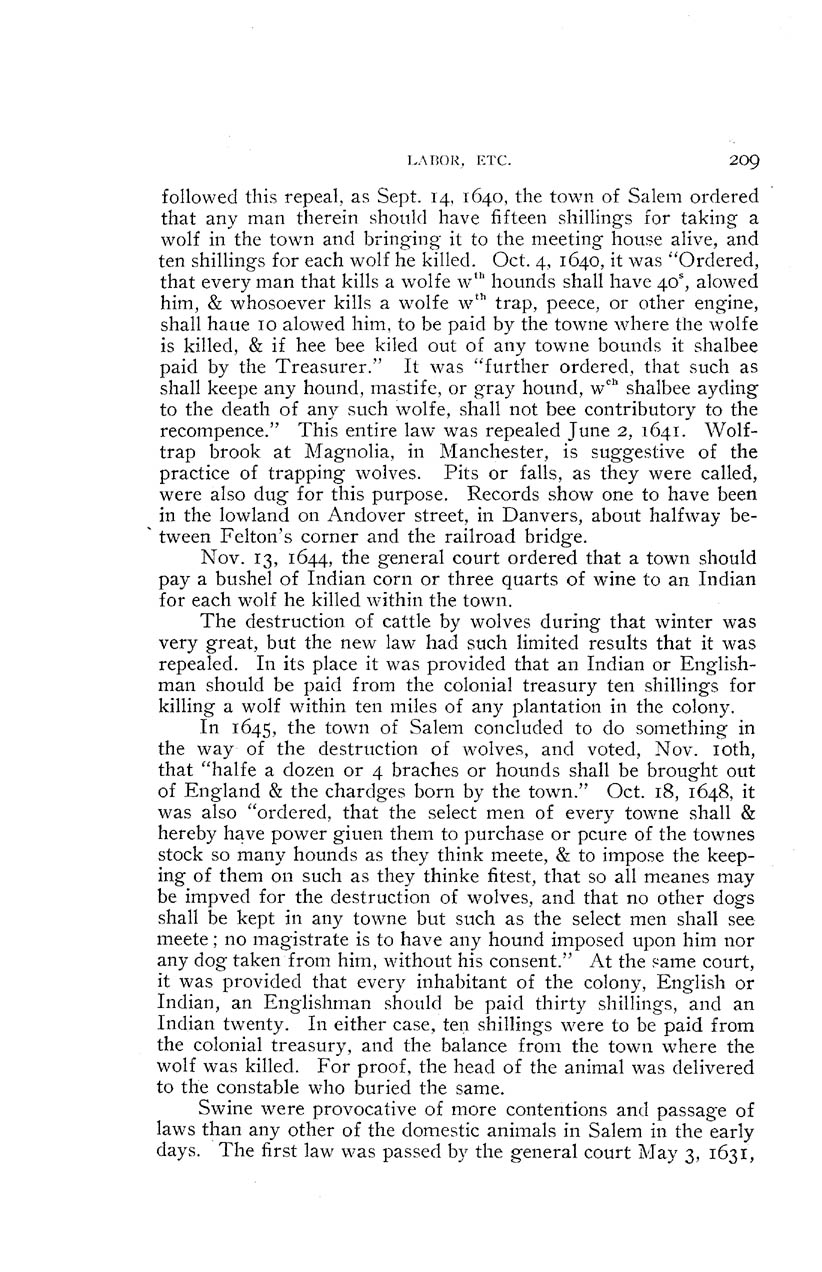 LABOR, ETC. 209
followed this repeal, as Sept. 14, 1640, the town of Salem ordered
that any man therein should have fifteen shillings for taking a
wolf in the town and bringing it to the meeting house alive, and
ten shillings for each wolf he killed. Oct. 4, 1640, it was "Ordered,
that every man that kills a wolfe wth hounds shall have 40s, alowed
him, & whosoever kills a wolfe wth trap, peece, or other engine,
shall haue 10 alowed him, to be paid by the towne where the wolfe
is killed, & if hee bee kiled out of any towne bounds it shalbee
paid by the Treasurer." It was "further ordered, that such as
shall keepe any hound, mastife, or gray hound, wch shalbee ayding
to the death of any such wolfe, shall not bee contributory to the
recompence." This entire law was repealed June 2, 1641. Wolf-
trap brook at Magnolia, in Manchester, is suggestive of the
practice of trapping wolves. Pits or falls, as they were called,
were also dug for this purpose. Records show one to have been
in the lowland on Andover street, in Danvers, about halfway be-
tween Felton's corner and the railroad bridge.
Nov. 13, 1644, the general court ordered that a town should
pay a bushel of Indian corn or three quarts of wine to an Indian
for each wolf he killed within the town.
The destruction of cattle by wolves during that winter was
very great, but the new law had such limited results that it was
repealed. In its place it was provided that an Indian or English-
man should be paid from the colonial treasury ten shillings for
killing a wolf within ten miles of any plantation in the colony.
In 1645, the town of Salem concluded to do something in
the way of the destruction of wolves, and voted, Nov. 10th,
that "halfe a dozen or 4 braches or hounds shall be brought out
of England & the chardges born by the town." Oct. 18, 1648, it
was also "ordered, that the select men of every towne shall &
hereby have power giuen them to purchase or pcure of the townes
stock so many hounds as they think meete, & to impose the keep-
ing of them on such as they thinke fitest, that so all meanes may
be impved for the destruction of wolves, and that no other dogs
shall be kept in any towne but such as the select men shall see
meete; no magistrate is to have any hound imposed upon him nor
any dog taken from him, without his consent." At the same court,
it was provided that every inhabitant of the colony, English or
Indian, an Englishman should be paid thirty shillings, and an
Indian twenty. In either case, ten shillings were to be paid from
the colonial treasury, and the balance from the town where the
wolf was killed. For proof, the head of the animal was delivered
to the constable who buried the same.
Swine were provocative of more contentions and passage of
laws than any other of the domestic animals in Salem in the early
days. The first law was passed by the general court May 3, 1631,